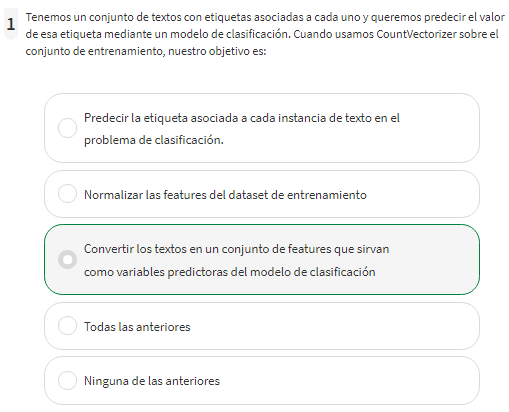 1
Tenemos un conjunto de textos con etiquetas asociadas a cada uno y queremos predecir el valor
de esa etiqueta mediante un modelo de clasificación. Cuando usamos CountVectorizer sobre el
conjunto de entrenamiento, nuestro objetivo es:
Predecir la etiqueta asociada a cada instancia de texto en el
problema de clasificación.
Normalizar las features del dataset de entrenamiento
Convertir los textos en un conjunto de features que sirvan
como variables predictoras del modelo de clasificación
Todas las anteriores
Ninguna de las anteriores